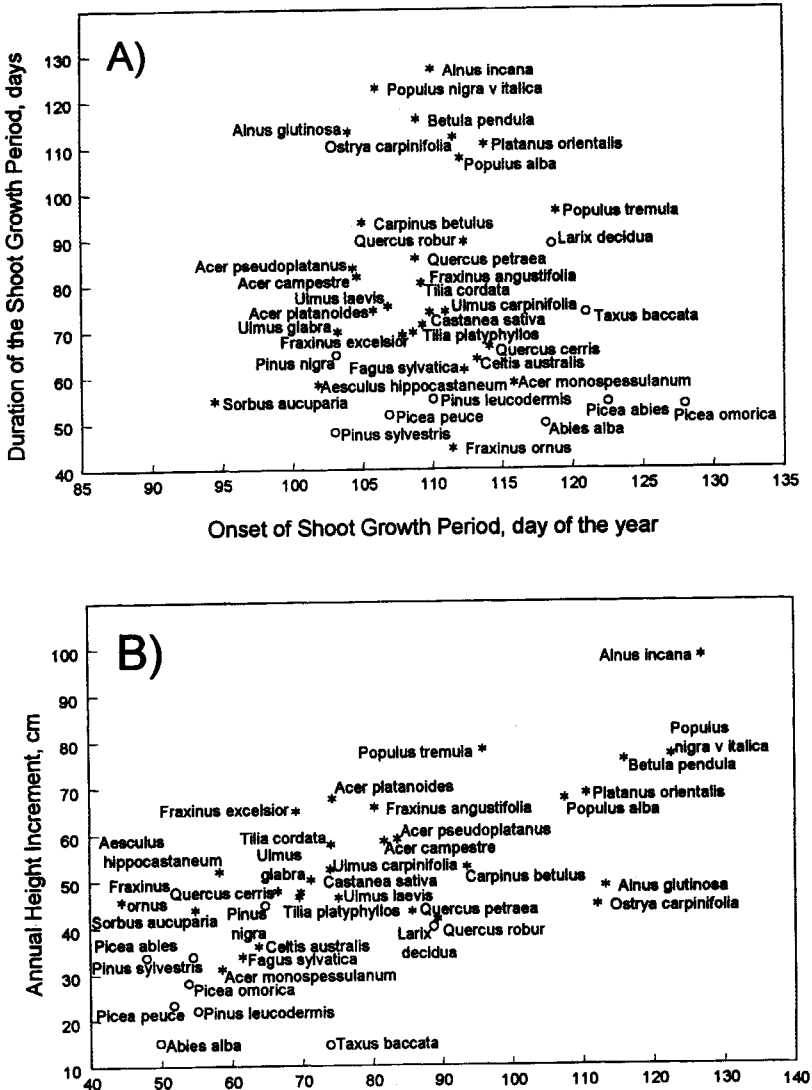 A)
Duration of the Shoot Growth Period, days
130
120
110
100
90
80
70
60
50
40
Alnus incana
Populus nigra v italica
Betula pendula
Alnus glutinosa
Ostrya carpinifolia
Platanus orientalis
Populus alba
Populus tremula
Carpinus betulus
Quercus robur
Larix decidua
Quercus petraea
Acer pseudoplatanus
Fraxinus angustifolia
Acer campestre
Tilia cordata
Ulmus laevis
Ulmus carpinifolia
Acer platanoides
Taxus baccata
Castanea sativa
Ulmus glabra
Tilia platyphyllos
Fraxinus excelsior
Quercus cerris
Pinus nigra
Fagus sylvatica
Celtis australis
Aesculus hippocastaneum
Acer monospessulanum
Sorbus aucuparia
Pinus leucodermis
Picea abies
Picea omorica
Picea peuce
Abies alba
Pinus sylvestris
Fraxinus ornus
85 90 95 100 105 110 115 120 125 130 135
Onset of Shoot Growth Period, day of the year
B)
Annual Height Increment, cm
100
90
80
70
60
50
40
30
20
10
Alnus incana
Populus
nigra v italica
Populus tremula
Betula pendula
Acer platanoides
Platanus orientalis
Fraxinus excelsior
Fraxinus angustifolia
Populus alba
Acer pseudoplatanus
Aesculus
hippocastaneum
Tilia cordata
Acer campestre
Ulmus
glabra
Ulmus carpinifolia
Carpinus betulus
Castanea sativa
Alnus glutinosa
Fraxinus
ornus
Quercus cerris
Ulmus laevis
Ostrya carpinifolia
Sorbus aucuparia
Pinus
nigra
Tilia platyphyllos
Quercus petraea
Quercus robur
Larix
decidua
Picea abies
Celtis australis
Pinus sylvestris
Fagus sylvatica
Acer monospessulanum
Picea omorica
Picea peuce
Pinus leucodermis
Abies alba
Taxus baccata
40 50 60 70 80 90 100 110 120 130 140